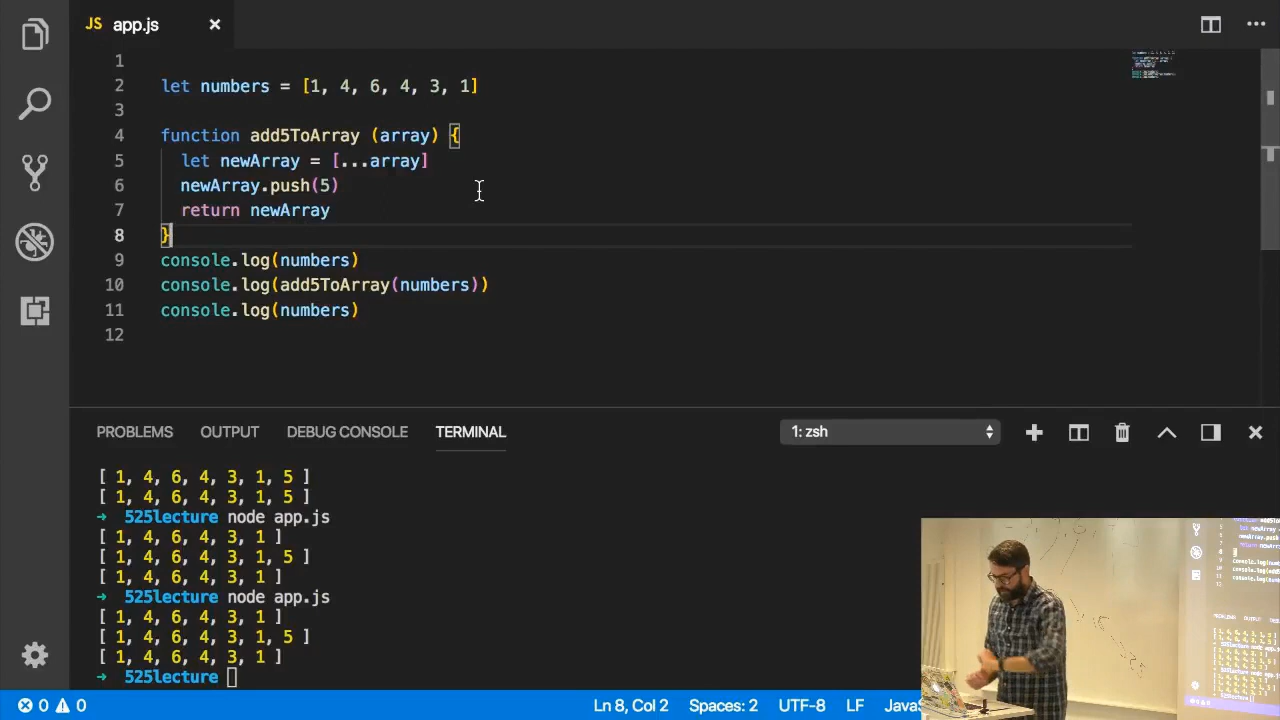 JS app.js
1
2 let numbers = [1, 4, 6, 4, 3, 1]
3
4 function add5ToArray (array) {
5 let newArray = [...array]
6 newArray.push(5)
7 return newArray
8 }
9 console.log(numbers)
10 console.log(add5ToArray(numbers))
11 console.log(numbers)
12
PROBLEMS OUTPUT DEBUG CONSOLE TERMINAL 1: zsh
[ 1, 4, 6, 4, 3, 1, 5 ]
[ 1, 4, 6, 4, 3, 1, 5 ]
➜ 525lecture node app.js
[ 1, 4, 6, 4, 3, 1 ]
[ 1, 4, 6, 4, 3, 1, 5 ]
[ 1, 4, 6, 4, 3, 1 ]
➜ 525lecture node app.js
[ 1, 4, 6, 4, 3, 1 ]
[ 1, 4, 6, 4, 3, 1, 5 ]
[ 1, 4, 6, 4, 3, 1 ]
➜ 525lecture
0 0 Ln 8, Col 2 Spaces: 2 UTF-8 LF JavaS